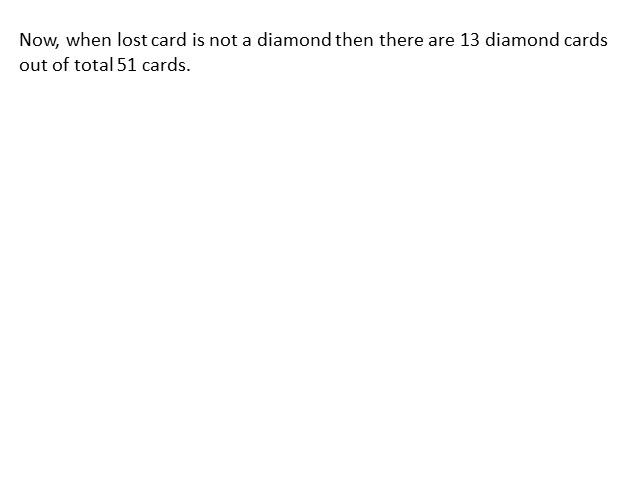 Now, when lost card is not a diamond then there are 13 diamond cards
out of total 51 cards.